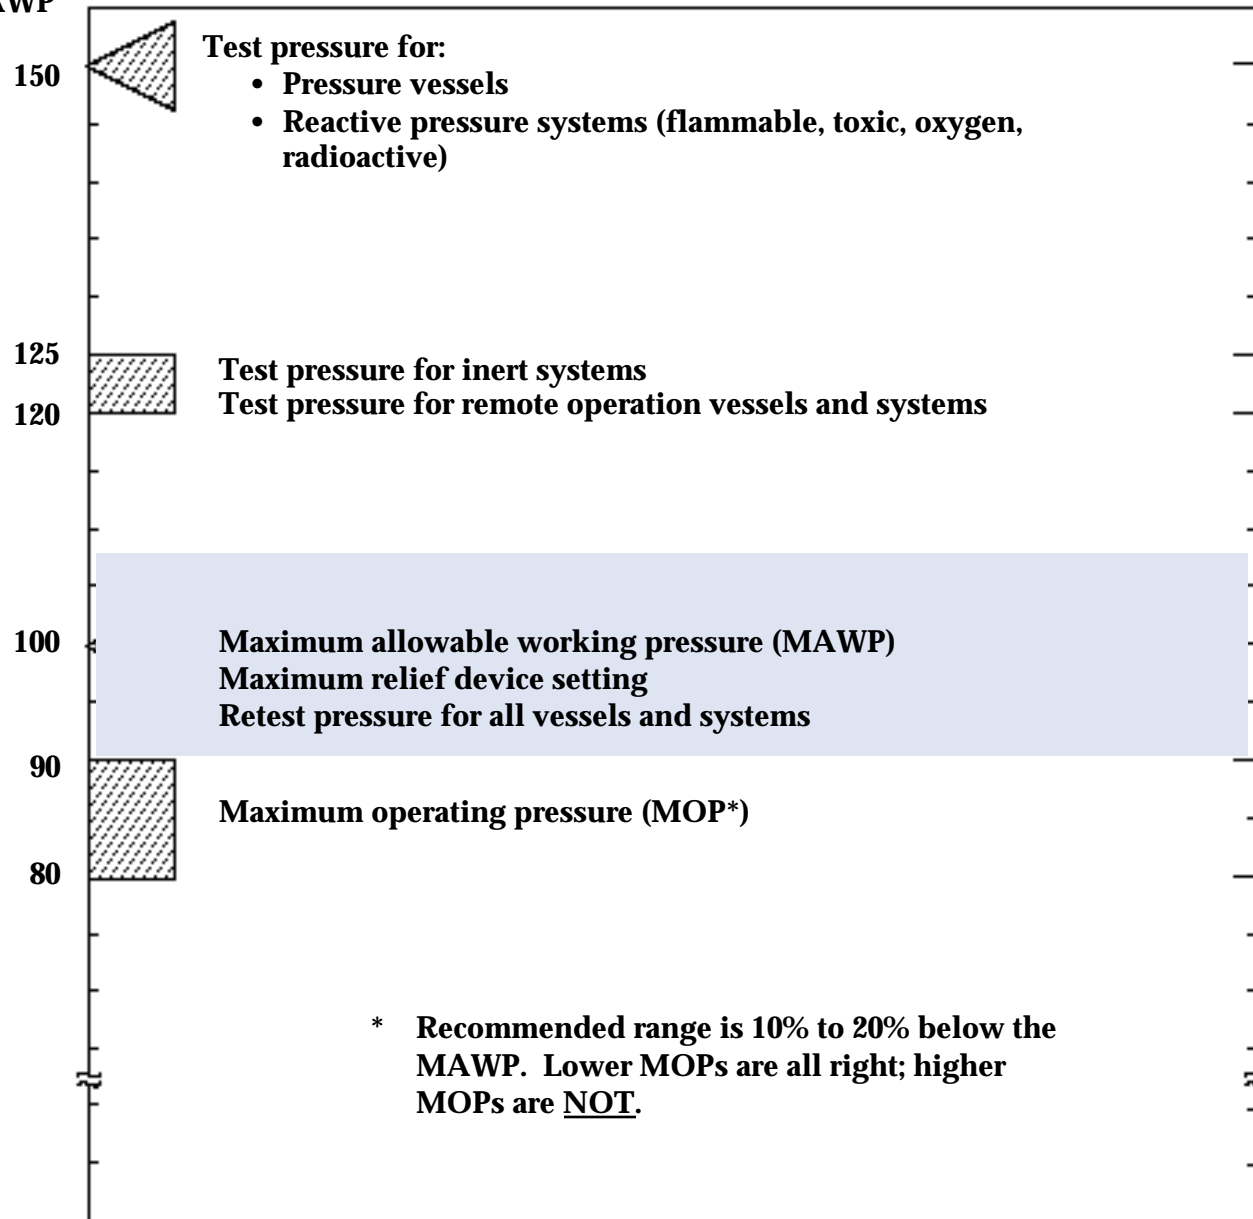 150
Test pressure for:
• Pressure vessels
• Reactive pressure systems (flammable, toxic, oxygen,
radioactive)
125
Test pressure for inert systems
120
Test pressure for remote operation vessels and systems
100
Maximum allowable working pressure (MAWP)
Maximum relief device setting
Retest pressure for all vessels and systems
90
Maximum operating pressure (MOP*)
80
* Recommended range is 10% to 20% below the
MAWP. Lower MOPs are all right; higher
MOPs are NOT.